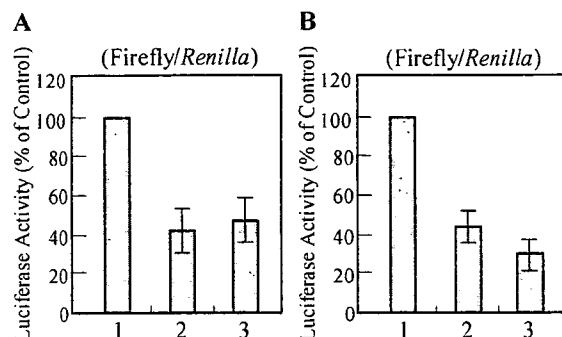 A
(Firefly/Renilla)
Luciferase Activity (% of Control)
120
100
80
60
40
20
0
1 2 3
B
(Firefly/Renilla)
Luciferase Activity (% of Control)
120
100
80
60
40
20
0
1 2 3